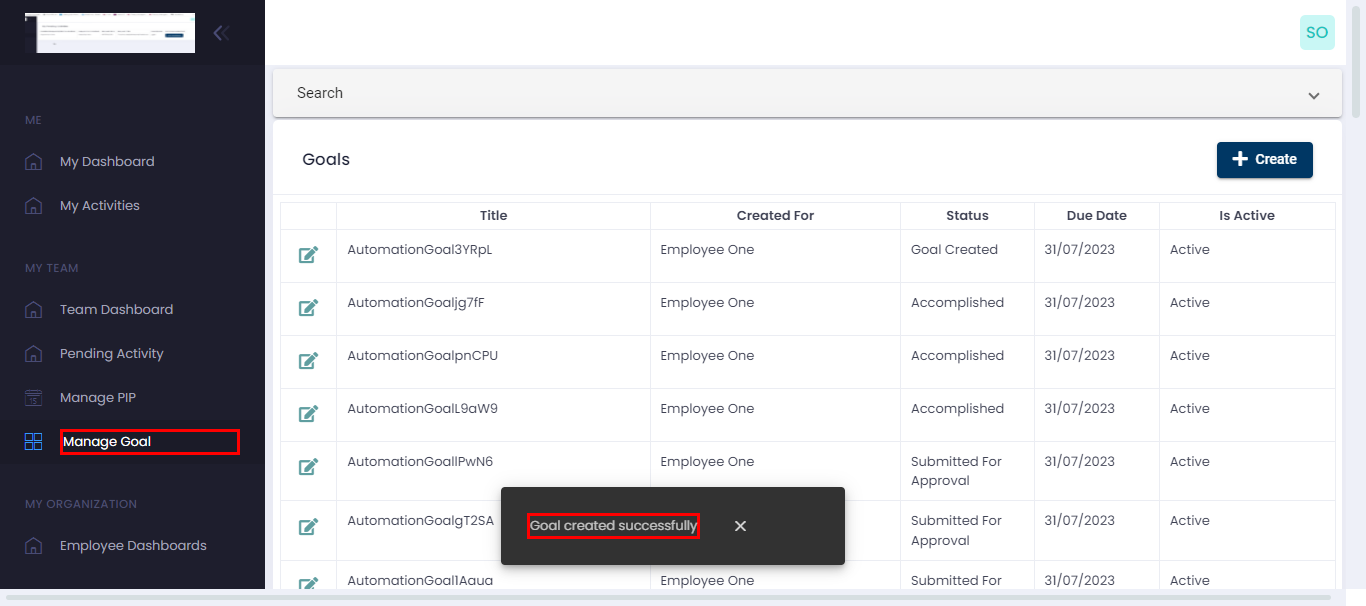 SO
ME
My Dashboard
My Activities
MY TEAM
Team Dashboard
Pending Activity
Manage PIP
15
Manage Goal
MY ORGANIZATION
Employee Dashboards
Search
Goals
Create
Title Created For Status Due Date Is Active
AutomationGoal3YRpL Employee One Goal Created 31/07/2023 Active
AutomationGoaljg7fF Employee One Accomplished 31/07/2023 Active
AutomationGoalpnCPU Employee One Accomplished 31/07/2023 Active
AutomationGoalL9aW9 Employee One Accomplished 31/07/2023 Active
AutomationGoallPwN6 Employee One Submitted For 31/07/2023 Active
Approval
AutomationGoalgT2SA Submitted For 31/07/2023 Active
Approval
AutomationGoal1Aaua Employee One Submitted For 31/07/2023 Active
Goal created successfully